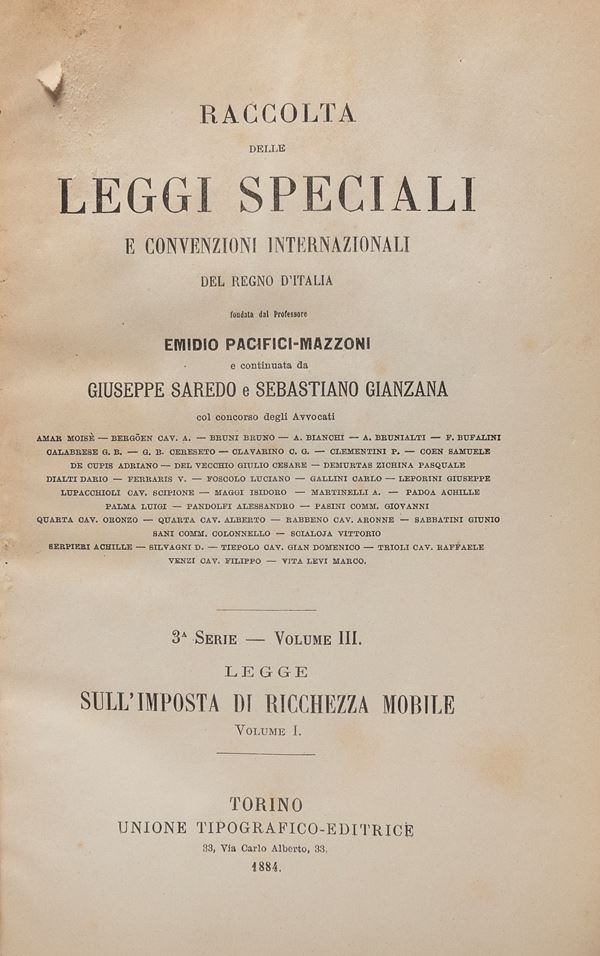 RACCOLTA
DELLE
LEGGI SPECIALI
E CONVENZIONI INTERNAZIONALI
DEL REGNO D'ITALIA
fondata dal Professore
EMIDIO PACIFICI-MAZZONI
e continuata da
GIUSEPPE SAREDO e SEBASTIANO GIANZANA
col concorso degli Avvocati
AMAR MOISÈ — BERGÖEN CAV. A. — BRUNI BRUNO — A. BIANCHI — A. BRUNIALTI — F. BUFALINI
CALABRESE G. B. — G. B. CERESETO — CLAVARINO C. G. — CLEMENTINI P. — COEN SAMUELE
DE CUPIS ADRIANO — DEL VECCHIO GIULIO CESARE — DEMURTAS ZICHINA PASQUALE
DIALTI DARIO — FERRARIS V. — FOSCOLO LUCIANO — GALLINI CARLO — LEPORINI GIUSEPPE
LUPACCHIOLI CAV. SCIPIONE — MAGGI ISIDORO — MARTINELLI A. — PADOA ACHILLE
PALMA LUIGI — PANDOLFI ALESSANDRO — PASINI COMM. GIOVANNI
QUARTA CAV. ORONZO — QUARTA CAV. ALBERTO — RABBENO CAV. ARONNE — SABBATINI GIUNIO
SANI COMM. COLONNELLO — SCIALOJA VITTORIO
SERPIERI ACHILLE — SILVAGNI D. — TIEPOLO CAV. GIAN DOMENICO — TRIOLI CAV. RAFFAELE
VENZI CAV. FILIPPO — VITA LEVI MARCO.
3ª SERIE — VOLUME III.
LEGGE
SULL'IMPOSTA DI RICCHEZZA MOBILE
VOLUME I.
TORINO
UNIONE TIPOGRAFICO-EDITRICE
33, Via Carlo Alberto, 33.
1884.